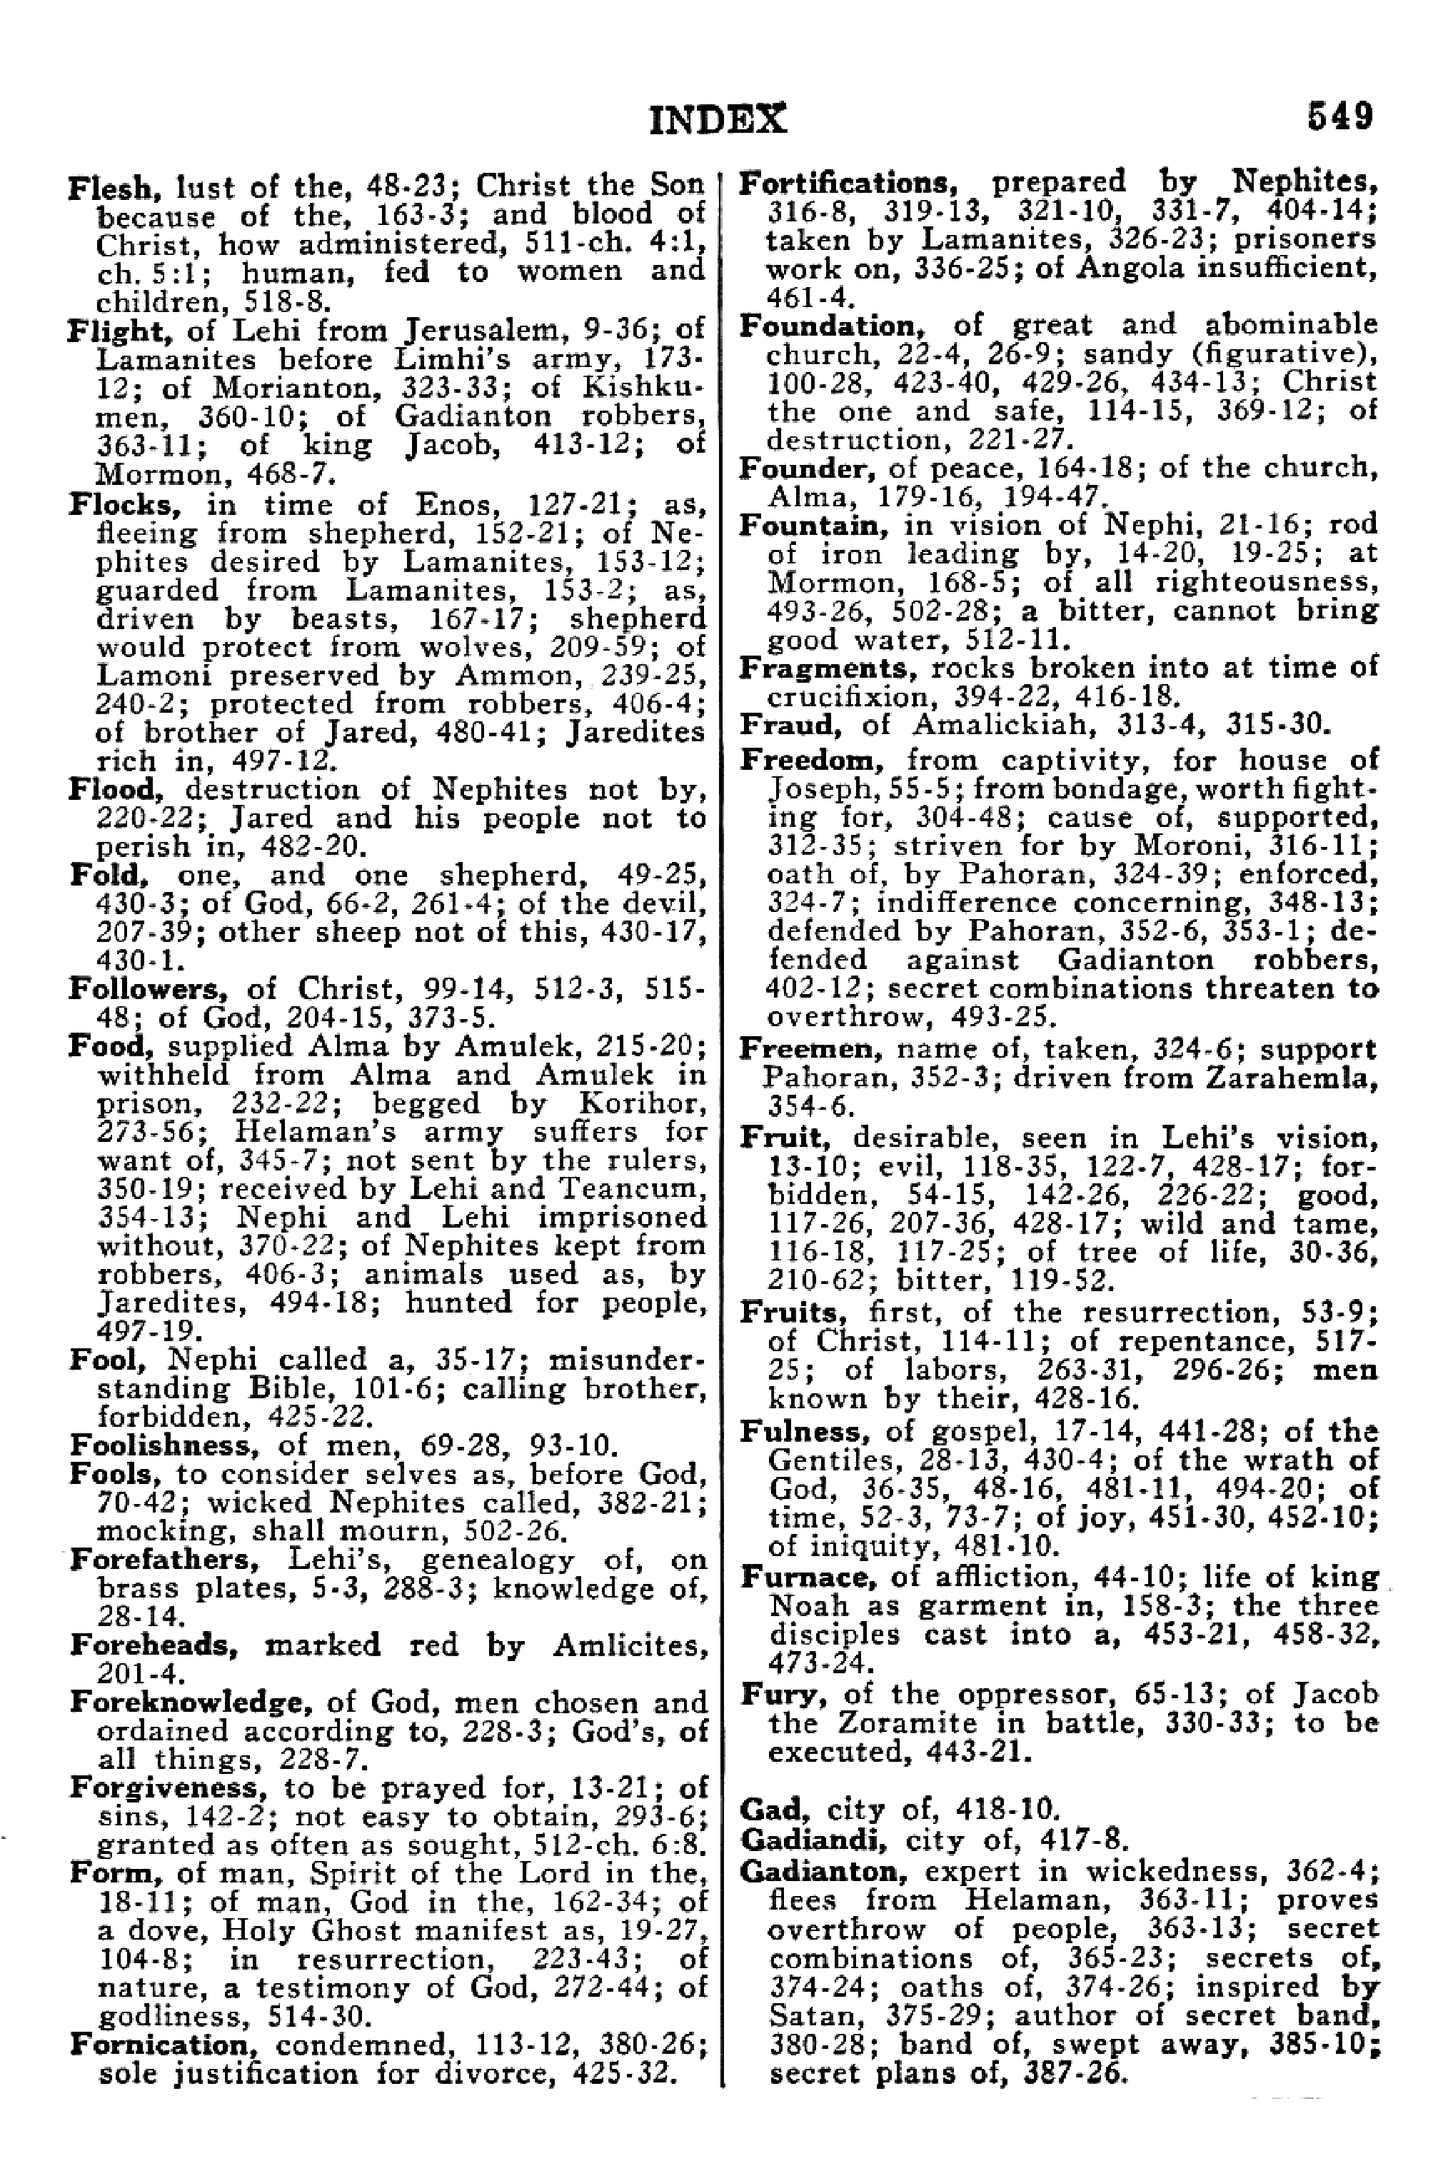 INDEX 549
Flesh, lust of the, 48-23; Christ the Son
because of the, 163-3; and blood of
Christ, how administered, 511-ch. 4:1,
ch. 5:1; human, fed to women and
children, 518-8.
Flight, of Lehi from Jerusalem, 9-36; of
Lamanites before Limhi's army, 173-
12; of Morianton, 323-33; of Kishku-
men, 360-10; of Gadianton robbers,
363-11; of king Jacob, 413-12; of
Mormon, 468-7.
Flocks, in time of Enos, 127-21; as,
fleeing from shepherd, 152-21; of Ne-
phites desired by Lamanites, 153-12;
guarded from Lamanites, 153-2; as,
driven by beasts, 167-17; shepherd
would protect from wolves, 209-59; of
Lamoni preserved by Ammon, 239-25,
240-2; protected from robbers, 406-4;
of brother of Jared, 480-41; Jaredites
rich in, 497-12.
Flood, destruction of Nephites not by,
220-22; Jared and his people not to
perish in, 482-20.
Fold, one, and one shepherd, 49-25,
430-3; of God, 66-2, 261-4; of the devil,
207-39; other sheep not of this, 430-17,
430-1.
Followers, of Christ, 99-14, 512-3, 515-
48; of God, 204-15, 373-5.
Food, supplied Alma by Amulek, 215-20;
withheld from Alma and Amulek in
prison, 232-22; begged by Korihor,
273-56; Helaman's army suffers for
want of, 345-7; not sent by the rulers,
350-19; received by Lehi and Teancum,
354-13; Nephi and Lehi imprisoned
without, 370-22; of Nephites kept from
robbers, 406-3; animals used as, by
Jaredites, 494-18; hunted for people,
497-19.
Fool, Nephi called a, 35-17; misunder-
standing Bible, 101-6; calling brother,
forbidden, 425-22.
Foolishness, of men, 69-28, 93-10.
Fools, to consider selves as, before God,
70-42; wicked Nephites called, 382-21;
mocking, shall mourn, 502-26.
Forefathers, Lehi's, genealogy of, on
brass plates, 5-3, 288-3; knowledge of,
28-14.
Foreheads, marked red by Amlicites,
201-4.
Foreknowledge, of God, men chosen and
ordained according to, 228-3; God's, of
all things, 228-7.
Forgiveness, to be prayed for, 13-21; of
sins, 142-2; not easy to obtain, 293-6;
granted as often as sought, 512-ch. 6:8.
Form, of man, Spirit of the Lord in the,
18-11; of man, God in the, 162-34; of
a dove, Holy Ghost manifest as, 19-27,
104-8; in resurrection, 223-43; of
nature, a testimony of God, 272-44; of
godliness, 514-30.
Fornication, condemned, 113-12, 380-26;
sole justification for divorce, 425-32.
Fortifications, prepared by Nephites,
316-8, 319-13, 321-10, 331-7, 404-14;
taken by Lamanites, 326-23; prisoners
work on, 336-25; of Angola insufficient,
461-4.
Foundation, of great and abominable
church, 22-4, 26-9; sandy (figurative),
100-28, 423-40, 429-26, 434-13; Christ
the one and safe, 114-15, 369-12; of
destruction, 221-27.
Founder, of peace, 164-18; of the church,
Alma, 179-16, 194-47.
Fountain, in vision of Nephi, 21-16; rod
of iron leading by, 14-20, 19-25; at
Mormon, 168-5; of all righteousness,
493-26, 502-28; a bitter, cannot bring
good water, 512-11.
Fragments, rocks broken into at time of
crucifixion, 394-22, 416-18.
Fraud, of Amalickiah, 313-4, 315-30.
Freedom, from captivity, for house of
Joseph, 55-5; from bondage, worth fight-
ing for, 304-48; cause of, supported,
312-35; striven for by Moroni, 316-11;
oath of, by Pahoran, 324-39; enforced,
324-7; indifference concerning, 348-13;
defended by Pahoran, 352-6, 353-1; de-
fended against Gadianton robbers,
402-12; secret combinations threaten to
overthrow, 493-25.
Freemen, name of, taken, 324-6; support
Pahoran, 352-3; driven from Zarahemla,
354-6.
Fruit, desirable, seen in Lehi's vision,
13-10; evil, 118-35, 122-7, 428-17; for-
bidden, 54-15, 142-26, 226-22; good,
117-26, 207-36, 428-17; wild and tame,
116-18, 117-25; of tree of life, 30-36,
210-62; bitter, 119-52.
Fruits, first, of the resurrection, 53-9;
of Christ, 114-11; of repentance, 517-
25; of labors, 263-31, 296-26; men
known by their, 428-16.
Fulness, of gospel, 17-14, 441-28; of the
Gentiles, 28-13, 430-4; of the wrath of
God, 36-35, 48-16, 481-11, 494-20; of
time, 52-3, 73-7; of joy, 451-30, 452-10;
of iniquity, 481-10.
Furnace, of affliction, 44-10; life of king
Noah as garment in, 158-3; the three
disciples cast into a, 453-21, 458-32,
473-24.
Fury, of the oppressor, 65-13; of Jacob
the Zoramite in battle, 330-33; to be
executed, 443-21.
Gad, city of, 418-10.
Gadiandi, city of, 417-8.
Gadianton, expert in wickedness, 362-4;
flees from Helaman, 363-11; proves
overthrow of people, 363-13; secret
combinations of, 365-23; secrets of,
374-24; oaths of, 374-26; inspired by
Satan, 375-29; author of secret band,
380-28; band of, swept away, 385-10;
secret plans of, 387-26.